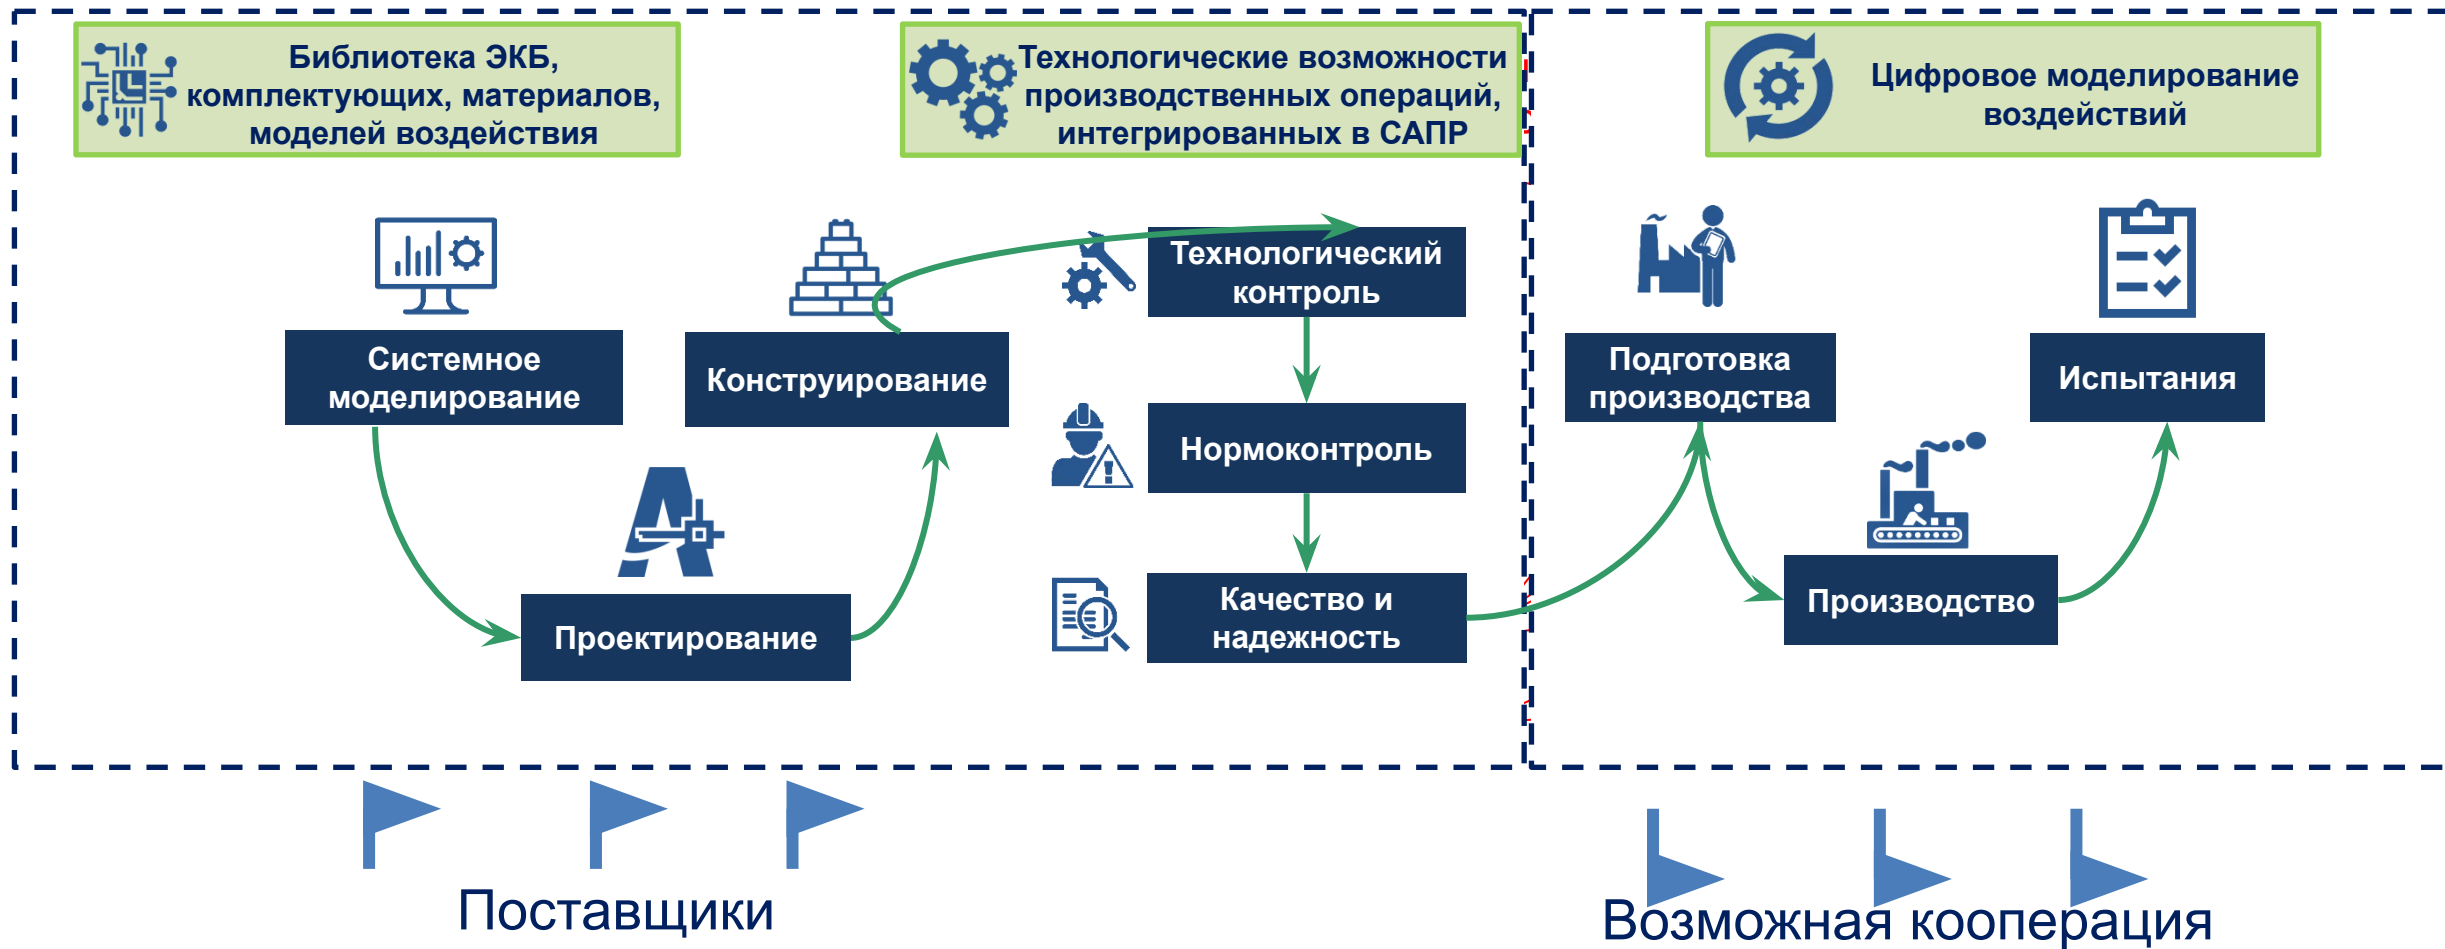 Библиотека ЭКБ,
комплектующих, материалов,
моделей воздействия
Технологические возможности
производственных операций,
интегрированных в САПР
Цифровое моделирование
воздействий
Системное
моделирование
Проектирование
Конструирование
Технологический
контроль
Нормоконтроль
Качество и
надежность
Подготовка
производства
Производство
Испытания
Поставщики
Возможная кооперация